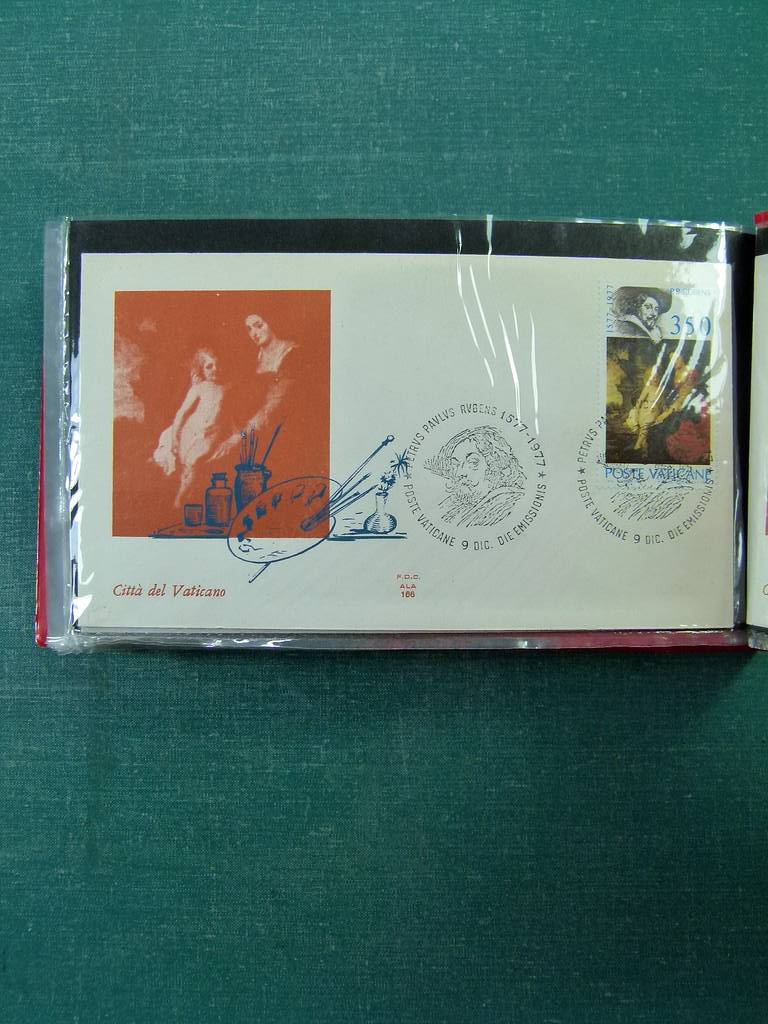 1577-1977
P.P. RUBENS
350
POSTE VATICANE
PETRVS PAVLVS RVBENS 1577-1977
★ POSTE VATICANE 9 DIC. DIE EMISSIONIS ★
★ PETRVS
POSTE VATICANE 9 DIC. DIE EMISSIONIS
F.D.C.
ALA
166
Città del Vaticano